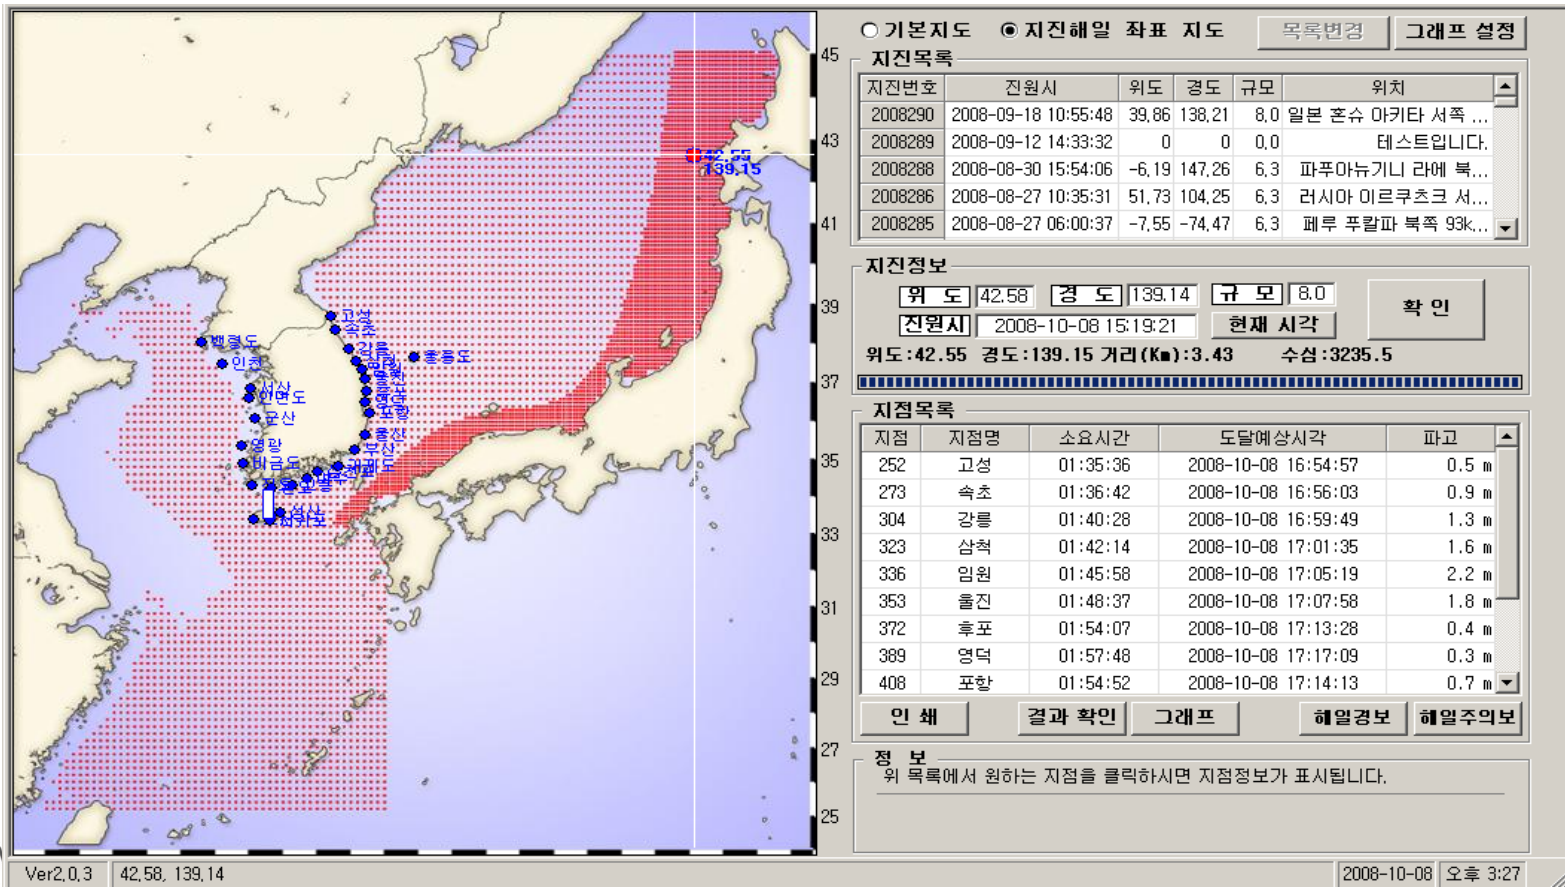 기본지도 지진해일 좌표 지도 목록변경 그래프 설정
지진목록
지진번호 진원시 위도 경도 규모 위치
2008290 2008-09-18 10:55:48 39,86 138,21 8,0 일본 혼슈 아키타 서쪽 ...
2008289 2008-09-12 14:33:32 0 0 0,0 테스트입니다.
2008288 2008-08-30 15:54:06 -6,19 147,26 6,3 파푸아뉴기니 라에 북...
2008286 2008-08-27 10:35:31 51,73 104,25 6,3 러시아 이르쿠츠크 서...
2008285 2008-08-27 06:00:37 -7,55 -74,47 6,3 페루 푸칼파 북쪽 93k...
지진정보
위 도 42.58 경 도 139.14 규 모 8.0 확 인
진원시 2008-10-08 15:19:21 현재 시각
위도:42.55 경도:139.15 거리(Km):3.43 수심:3235.5
지점목록
지점 지점명 소요시간 도달예상시각 파고
252 고성 01:35:36 2008-10-08 16:54:57 0.5 m
273 속초 01:36:42 2008-10-08 16:56:03 0.9 m
304 강릉 01:40:28 2008-10-08 16:59:49 1.3 m
323 삼척 01:42:14 2008-10-08 17:01:35 1.6 m
336 임원 01:45:58 2008-10-08 17:05:19 2.2 m
353 울진 01:48:37 2008-10-08 17:07:58 1.8 m
372 후포 01:54:07 2008-10-08 17:13:28 0.4 m
389 영덕 01:57:48 2008-10-08 17:17:09 0.3 m
408 포항 01:54:52 2008-10-08 17:14:13 0.7 m
인 쇄 결과 확인 그래프 해일경보 해일주의보
정 보
위 목록에서 원하는 지점을 클릭하시면 지점정보가 표시됩니다.
45
43
41
39
37
35
33
31
29
27
25
42.55
139.15
고성
속초
강릉
울릉도
백령도
인천
서산
안면도
군산
영광
비금도
포항
울산
부산
거제도
성산
Ver2,0,3 42,58, 139,14 2008-10-08 오후 3:27